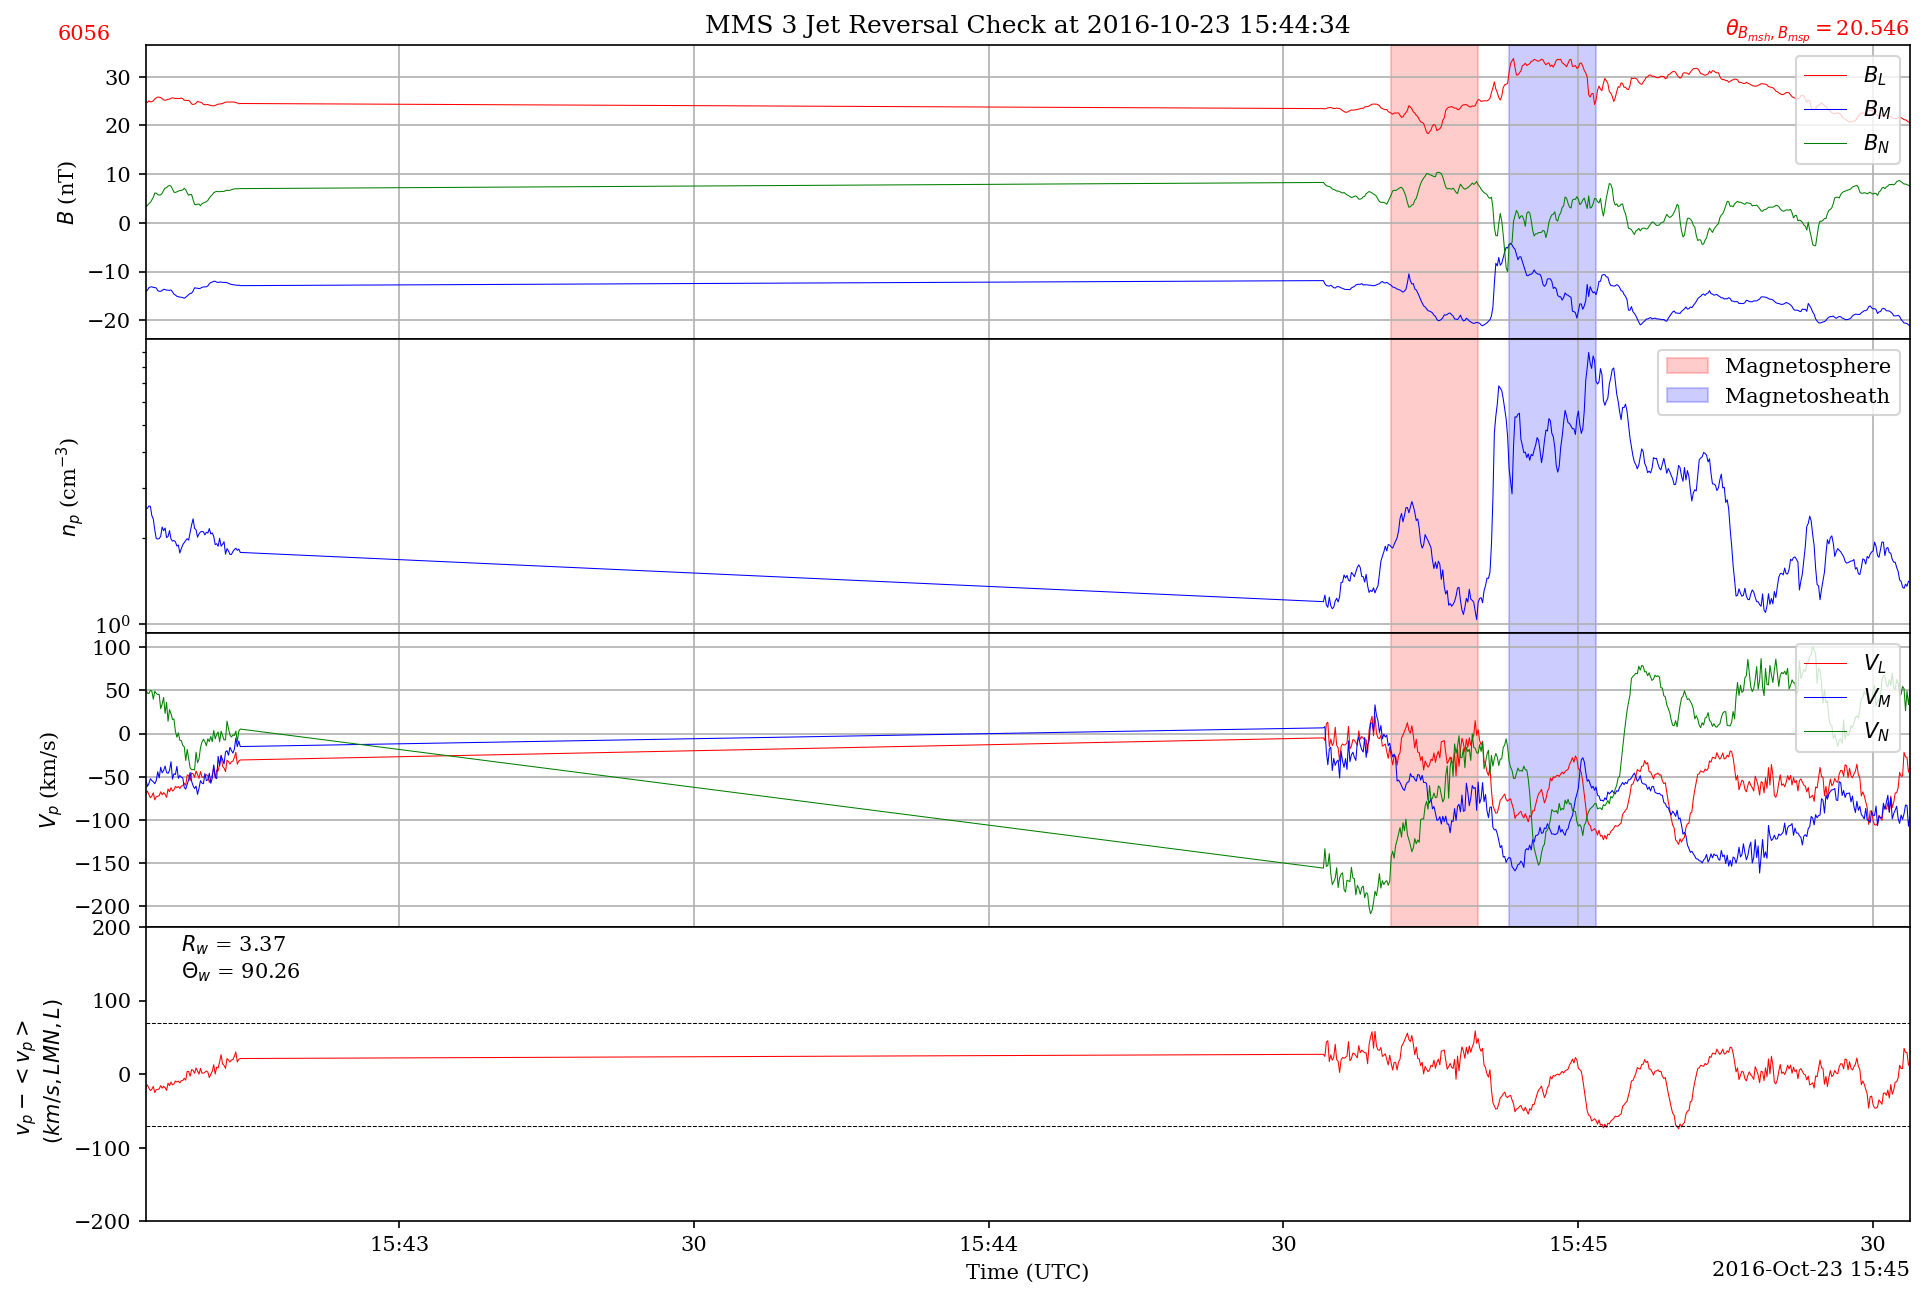 6056
MMS 3 Jet Reversal Check at 2016-10-23 15:44:34
θ_{B_{msh}, B_{msp}} = 20.546
30
20
10
0
−10
−20
B (nT)
B_L
B_M
B_N
10⁰
n_p (cm⁻³)
Magnetosphere
Magnetosheath
100
50
0
−50
−100
−150
−200
V_p (km/s)
V_L
V_M
V_N
200
100
0
−100
−200
v_p − <v_p>
(km/s, LMN, L)
R_w = 3.37
Θ_w = 90.26
15:43
30
15:44
30
15:45
30
Time (UTC)
2016-Oct-23 15:45